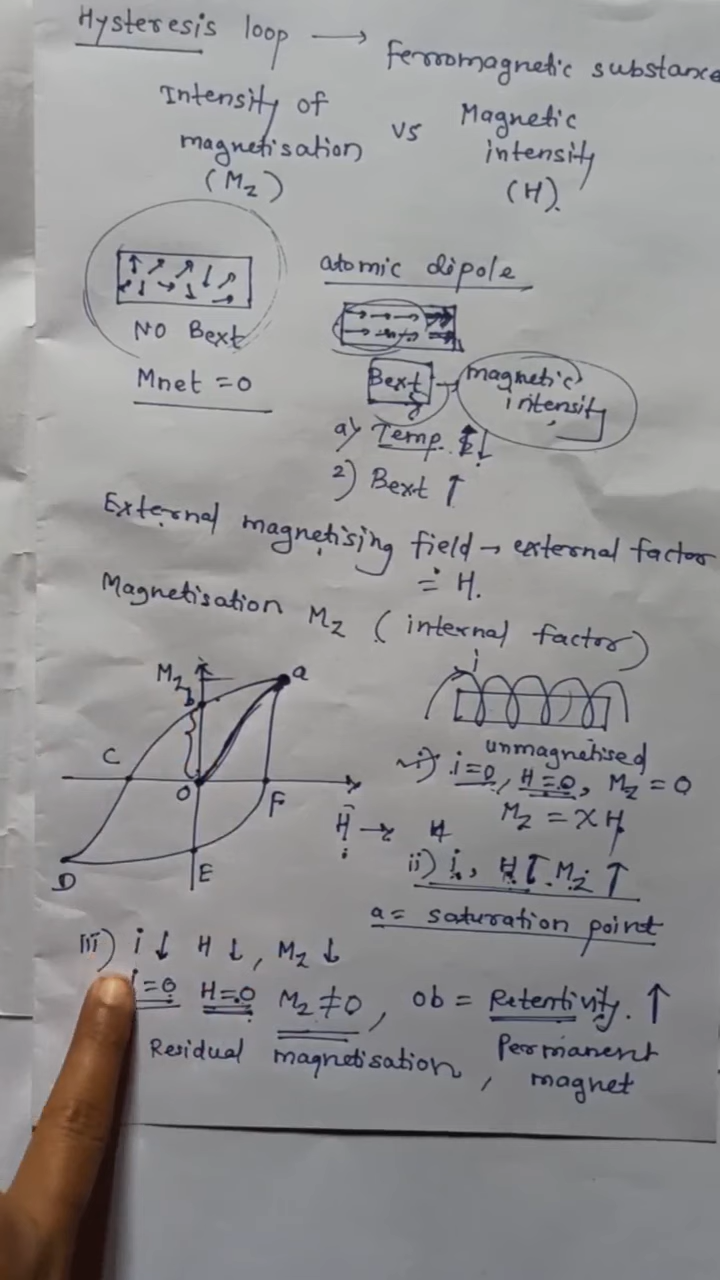 Hysteresis loop → ferromagnetic substance
Intensity of magnetisation (Mz) vs Magnetic intensity (H).
NO Bext
Mnet = 0
atomic dipole
Bext → magnetic intensity
a) Temp ↓
2) Bext ↑
External magnetising field → external factor
= H.
Magnetisation Mz (internal factor)
Mz
b
a
C
O
F
H
D
E
i
unmagnetised
i) i=0, H=0, Mz = 0
Mz = χH
ii) i, H↑ Mz ↑
a = saturation point
iii) i ↓ H ↓, Mz ↓
i=0 H=0 Mz ≠0, ob = Retentivity. ↑
Residual magnetisation, Permanent magnet